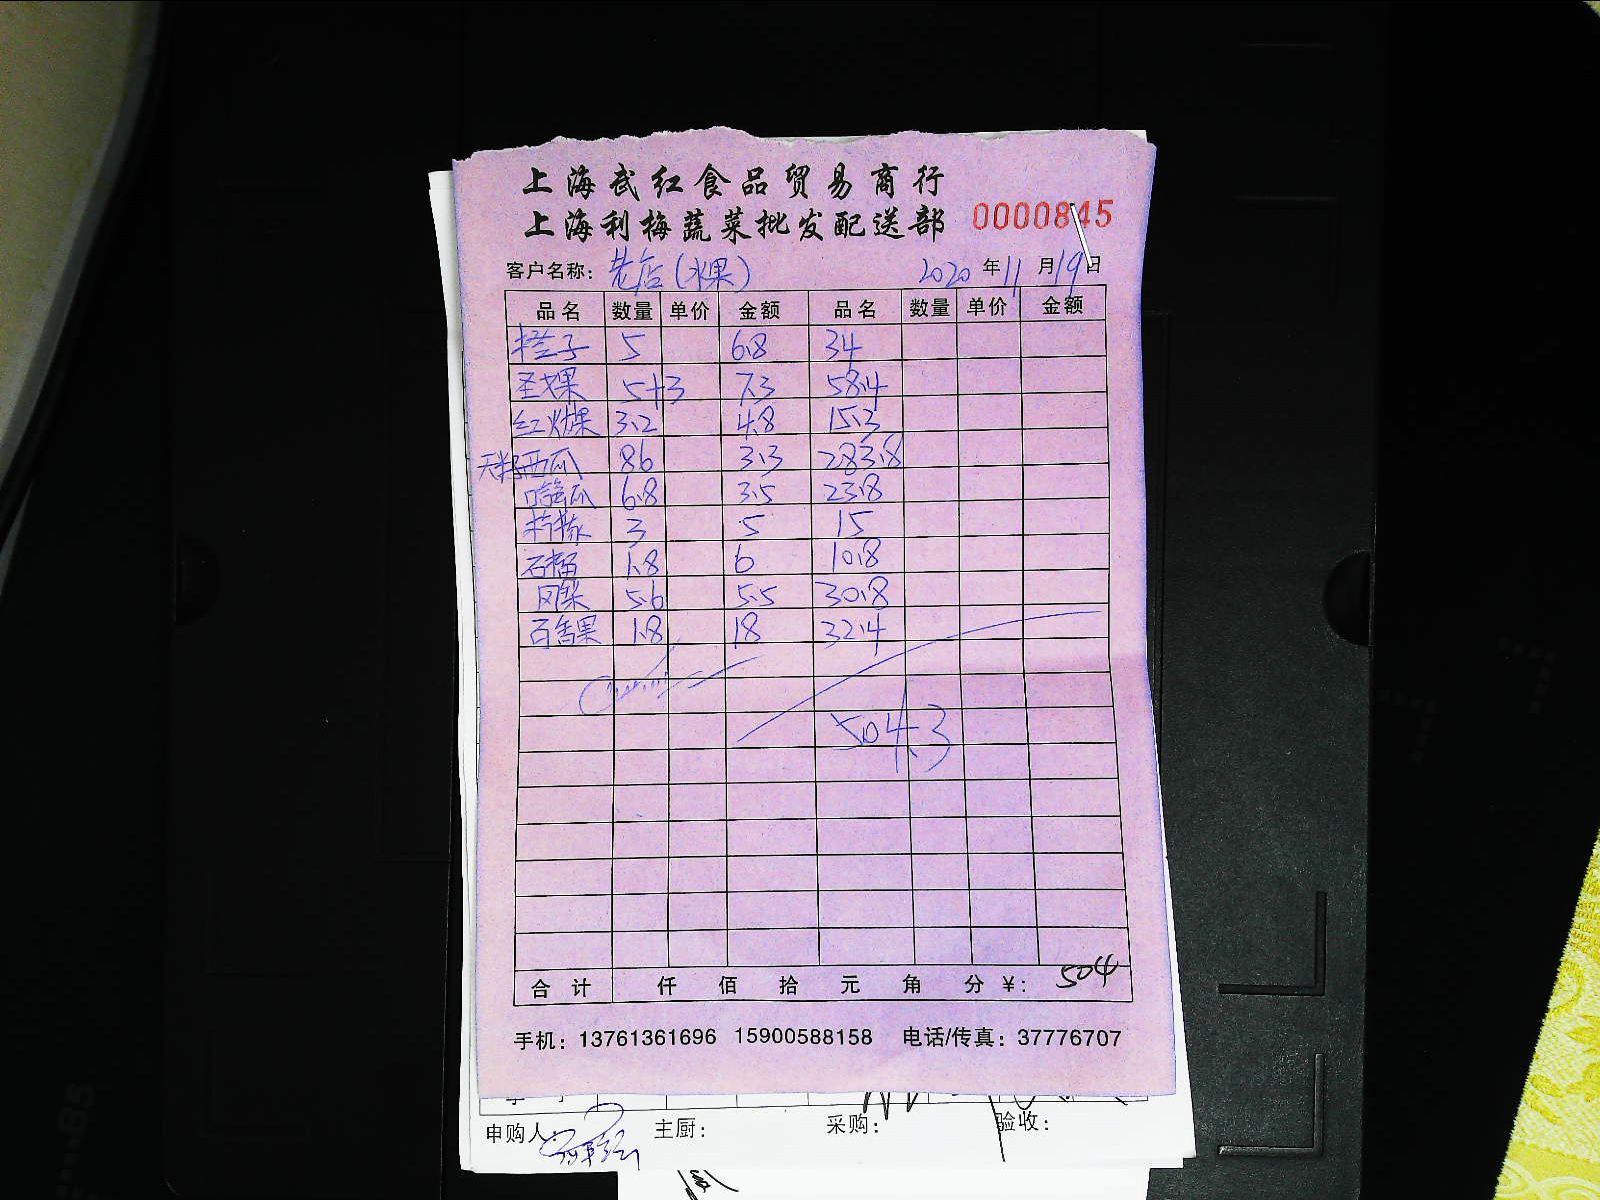 上海武红食品贸易商行
上海利梅蔬菜批发配送部 0000845
客户名称：老店（水果） 2020年11月19日
品名 数量 单价 金额 品名 数量 单价 金额
橙子 5 6.8 34
圣女果 5+3 7.3 58.4
红火龙果 3.2 4.8 15.3
无籽西瓜 86 3.3 283.8
哈密瓜 6.8 3.5 23.8
柠檬 3 5 15
石榴 1.8 6 10.8
凤梨 5.6 5.5 30.8
百香果 1.8 18 32.4
504.3
合计 仟 佰 拾 元 角 分 ￥：504
手机：13761361696 15900588158 电话/传真：37776707
申购人 主厨： 采购： 验收：